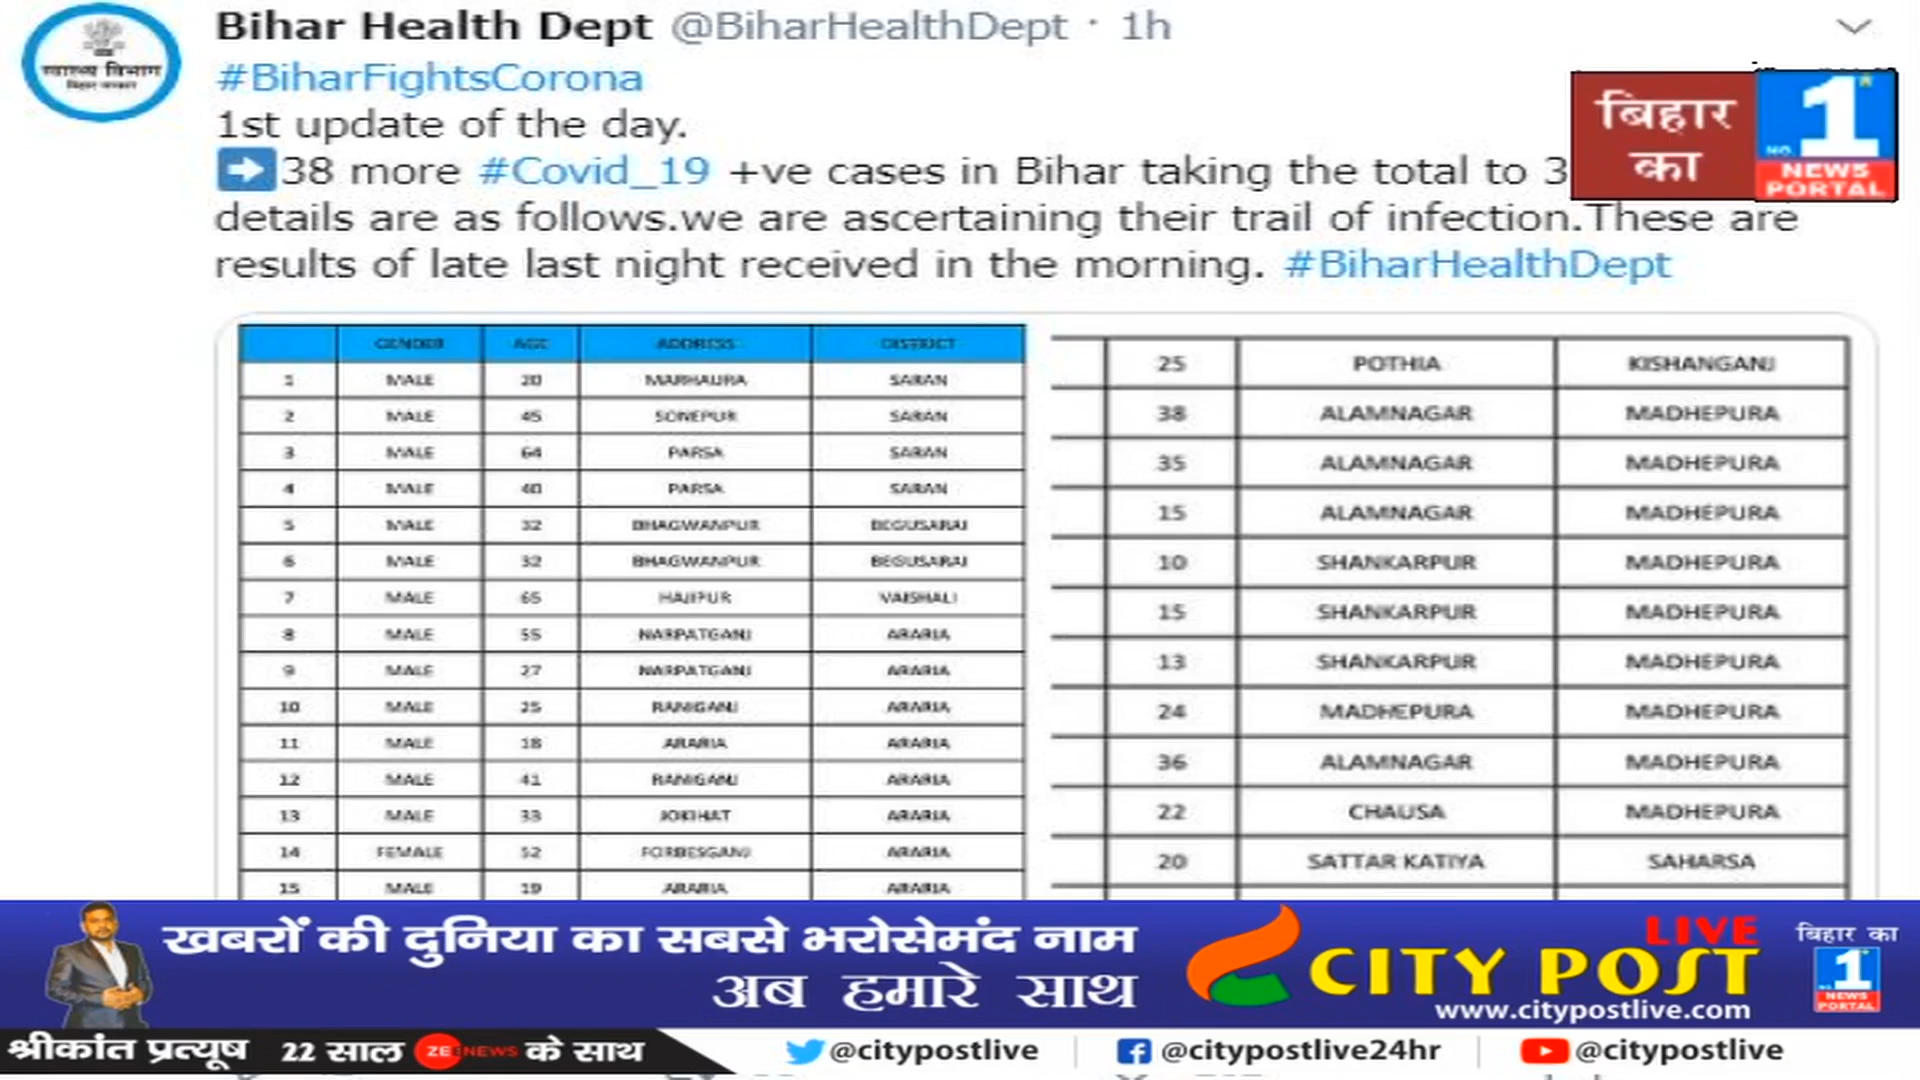 Bihar Health Dept @BiharHealthDept · 1h
स्वास्थ्य विभाग
बिहार सरकार
#BiharFightsCorona
1st update of the day.
➡38 more #Covid_19 +ve cases in Bihar taking the total to 3
details are as follows.we are ascertaining their trail of infection.These are
results of late last night received in the morning. #BiharHealthDept
बिहार का
NO. 1
NEWS
PORTAL
GENDER AGE ADDRESS DISTRICT
1 MALE 20 MARHAURA SARAN
2 MALE 45 SONEPUR SARAN
3 MALE 64 PARSA SARAN
4 MALE 40 PARSA SARAN
5 MALE 32 BHAGWANPUR BEGUSARAI
6 MALE 32 BHAGWANPUR BEGUSARAI
7 MALE 65 HAJIPUR VAISHALI
8 MALE 55 NARPATGANJ ARARIA
9 MALE 27 NARPATGANJ ARARIA
10 MALE 25 RANIGANJ ARARIA
11 MALE 18 ARARIA ARARIA
12 MALE 41 RANIGANJ ARARIA
13 MALE 33 JOKIHAT ARARIA
14 FEMALE 52 FORBESGANJ ARARIA
15 MALE 19 ARARIA ARARIA
25 POTHIA KISHANGANJ
38 ALAMNAGAR MADHEPURA
35 ALAMNAGAR MADHEPURA
15 ALAMNAGAR MADHEPURA
10 SHANKARPUR MADHEPURA
15 SHANKARPUR MADHEPURA
13 SHANKARPUR MADHEPURA
24 MADHEPURA MADHEPURA
36 ALAMNAGAR MADHEPURA
22 CHAUSA MADHEPURA
20 SATTAR KATIYA SAHARSA
खबरों की दुनिया का सबसे भरोसेमंद नाम
अब हमारे साथ
LIVE
CITY POST
www.citypostlive.com
बिहार का
NO. 1
NEWS
PORTAL
श्रीकांत प्रत्यूष 22 साल ZEE NEWS के साथ
@citypostlive
@citypostlive24hr
@citypostlive